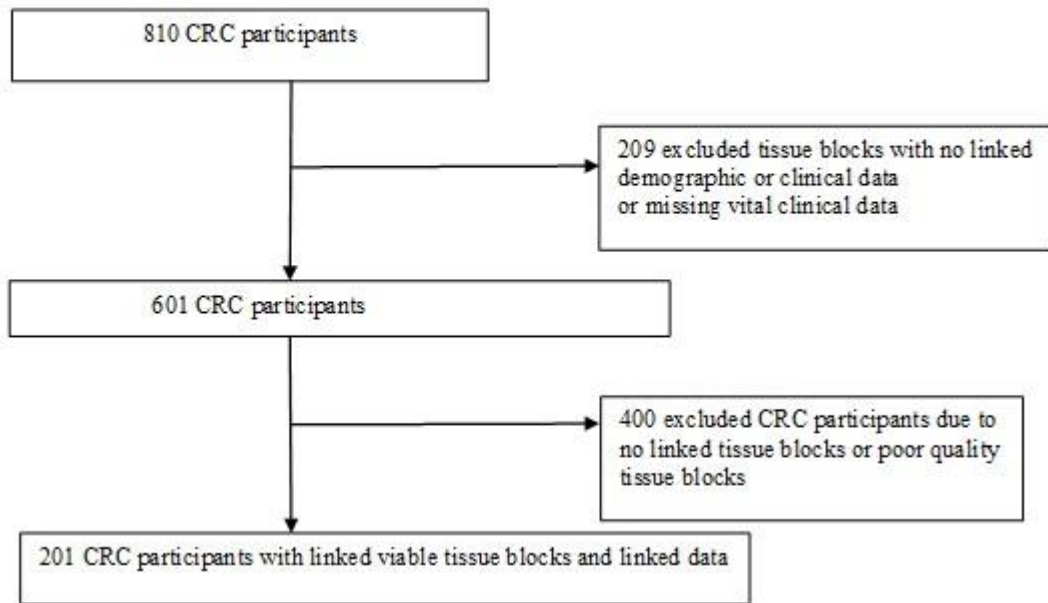 810 CRC participants
209 excluded tissue blocks with no linked
demographic or clinical data
or missing vital clinical data
601 CRC participants
400 excluded CRC participants due to
no linked tissue blocks or poor quality
tissue blocks
201 CRC participants with linked viable tissue blocks and linked data